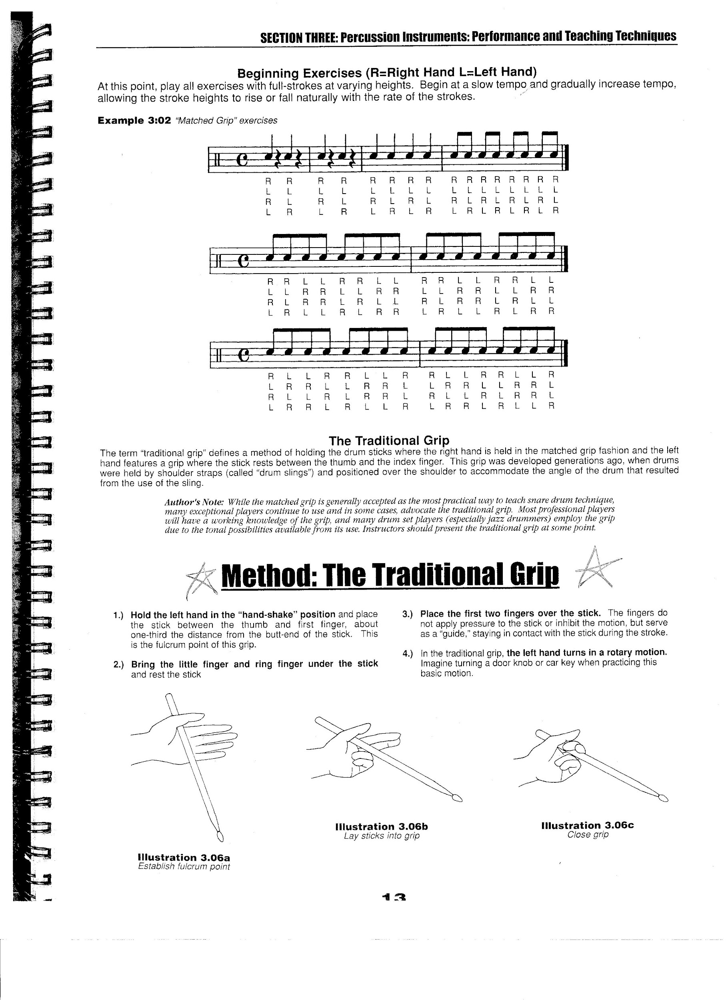 SECTION THREE: Percussion Instruments: Performance and Teaching Techniques
Beginning Exercises (R=Right Hand L=Left Hand)
At this point, play all exercises with full-strokes at varying heights. Begin at a slow tempo and gradually increase tempo,
allowing the stroke heights to rise or fall naturally with the rate of the strokes.
Example 3:02 "Matched Grip" exercises
R R R R R R R R R R R R R R R R
L L L L L L L L L L L L L L L L
R L R L R L R L R L R L R L R L
L R L R L R L R L R L R L R L R
R R L L R R L L R R L L R R L L
L L R R L L R R L L R R L L R R
R L R R L R L L R L R R L R L L
L R L L R L R R L R L L R L R R
R L L R R L L R R L L R R L L R
L R R L L R R L L R R L L R R L
R L L R L R R L R L L R L R R L
L R R L R L L R L R R L R L L R
The Traditional Grip
The term "traditional grip" defines a method of holding the drum sticks where the right hand is held in the matched grip fashion and the left
hand features a grip where the stick rests between the thumb and the index finger. This grip was developed generations ago, when drums
were held by shoulder straps (called "drum slings") and positioned over the shoulder to accommodate the angle of the drum that resulted
from the use of the sling.
Author's Note: While the matched grip is generally accepted as the most practical way to teach snare drum technique,
many exceptional players continue to use and in some cases, advocate the traditional grip. Most professional players
will have a working knowledge of the grip, and many drum set players (especially jazz drummers) employ the grip
due to the tonal possibilities available from its use. Instructors should present the traditional grip at some point.
Method: The Traditional Grip
1.) Hold the left hand in the "hand-shake" position and place
the stick between the thumb and first finger, about
one-third the distance from the butt-end of the stick. This
is the fulcrum point of this grip.
2.) Bring the little finger and ring finger under the stick
and rest the stick
3.) Place the first two fingers over the stick. The fingers do
not apply pressure to the stick or inhibit the motion, but serve
as a "guide," staying in contact with the stick during the stroke.
4.) In the traditional grip, the left hand turns in a rotary motion.
Imagine turning a door knob or car key when practicing this
basic motion.
Illustration 3.06a
Establish fulcrum point
Illustration 3.06b
Lay sticks into grip
Illustration 3.06c
Close grip
13